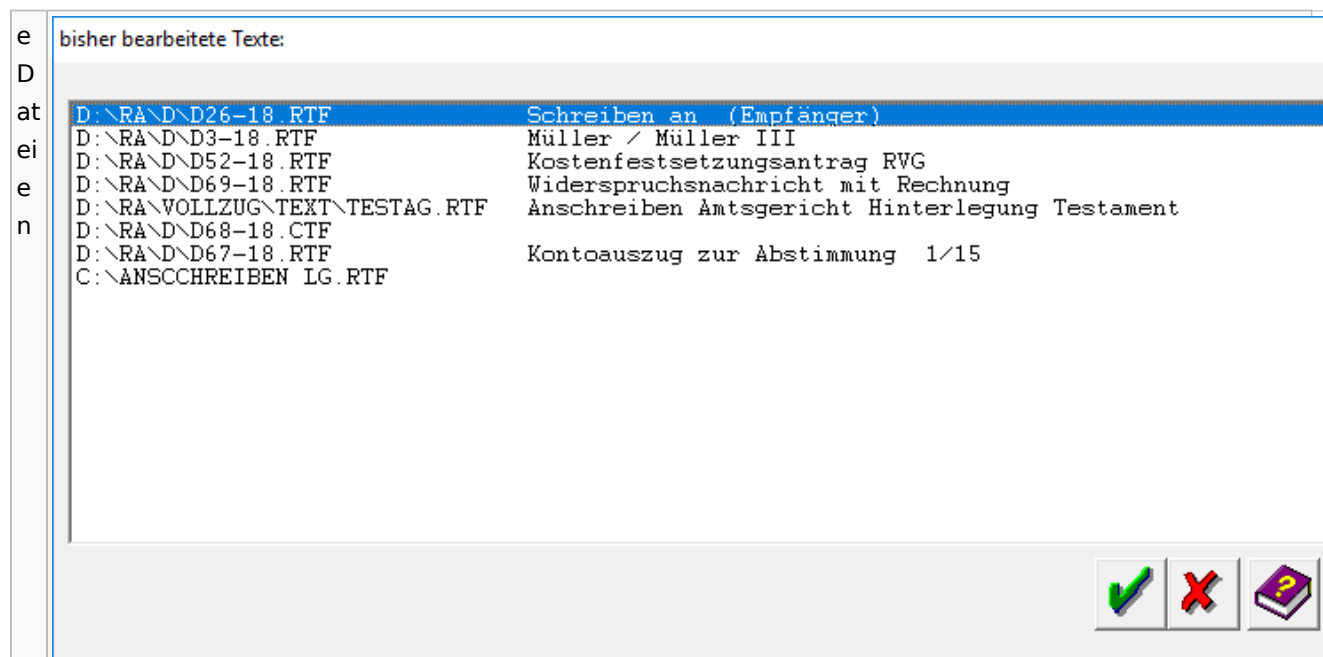 e
D
at
ei
e
n
bisher bearbeitete Texte:
D:\RA\D\D26-18.RTF Schreiben an (Empfänger)
D:\RA\D\D3-18.RTF Müller / Müller III
D:\RA\D\D52-18.RTF Kostenfestsetzungsantrag RVG
D:\RA\D\D69-18.RTF Widerspruchsnachricht mit Rechnung
D:\RA\VOLLZUG\TEXT\TESTAG.RTF Anschreiben Amtsgericht Hinterlegung Testament
D:\RA\D\D68-18.CTF
D:\RA\D\D67-18.RTF Kontoauszug zur Abstimmung 1/15
C:\ANSCCHREIBEN LG.RTF
?